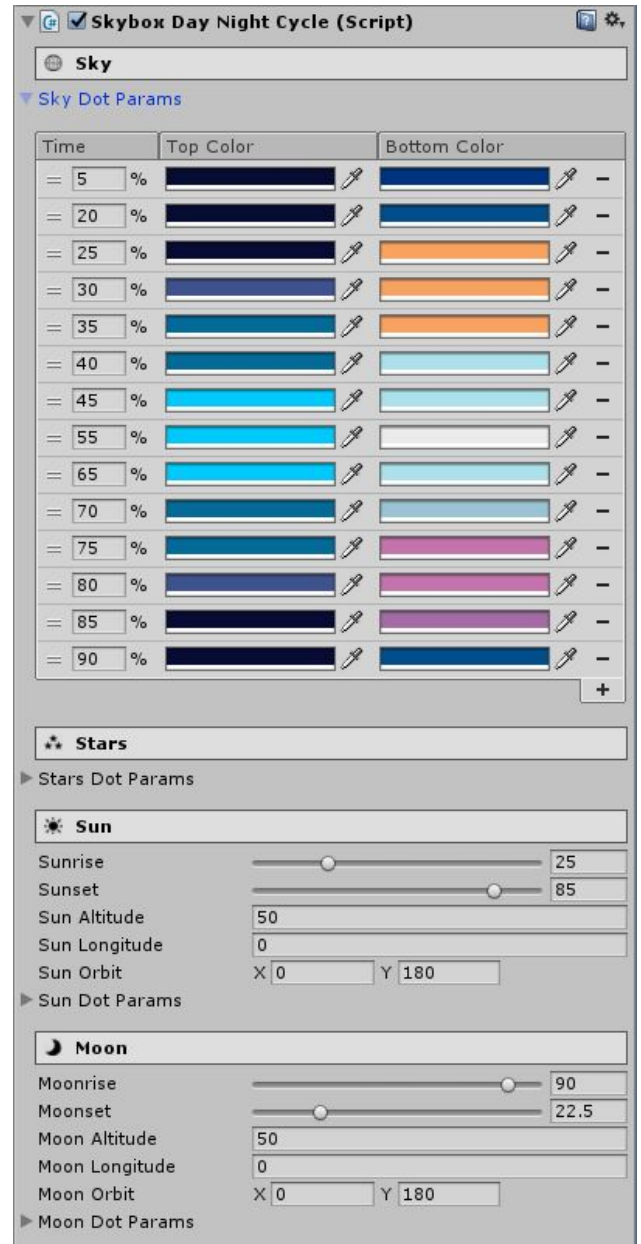 Skybox Day Night Cycle (Script)
Sky
Sky Dot Params
Time Top Color Bottom Color
= 5 % −
= 20 % −
= 25 % −
= 30 % −
= 35 % −
= 40 % −
= 45 % −
= 55 % −
= 65 % −
= 70 % −
= 75 % −
= 80 % −
= 85 % −
= 90 % −
+
Stars
Stars Dot Params
Sun
Sunrise 25
Sunset 85
Sun Altitude 50
Sun Longitude 0
Sun Orbit X 0 Y 180
Sun Dot Params
Moon
Moonrise 90
Moonset 22.5
Moon Altitude 50
Moon Longitude 0
Moon Orbit X 0 Y 180
Moon Dot Params